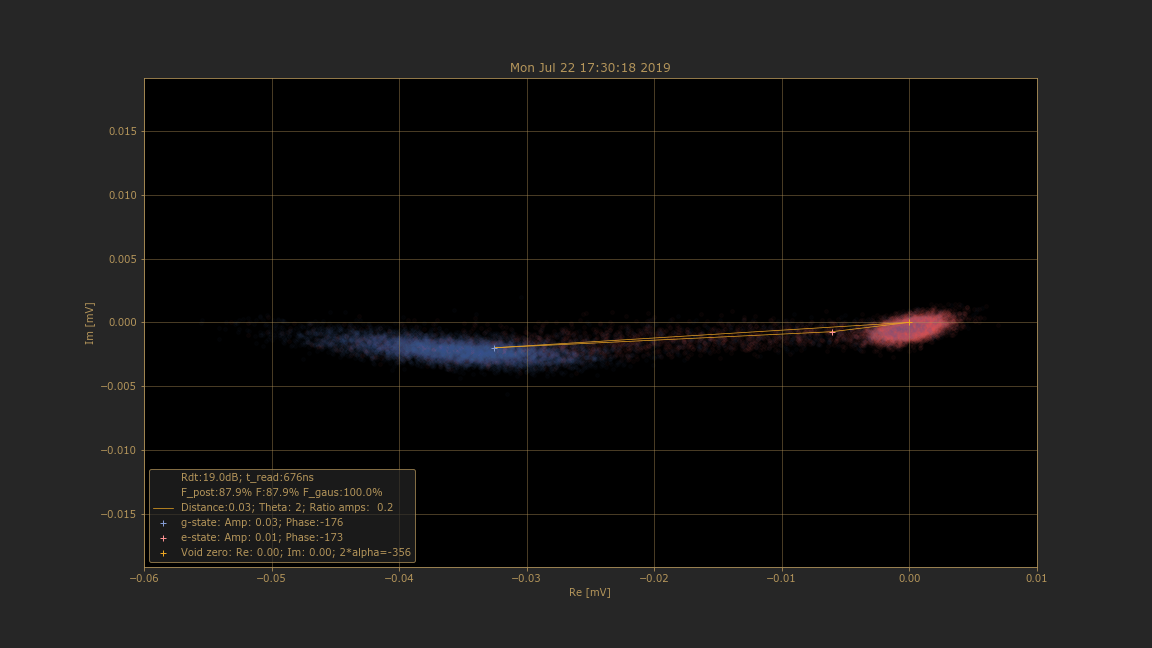 Mon Jul 22 17:30:18 2019
0.015
0.010
0.005
0.000
−0.005
−0.010
−0.015
Im [mV]
Rdt:19.0dB; t_read:676ns
F_post:87.9% F:87.9% F_gaus:100.0%
Distance:0.03; Theta: 2; Ratio amps:  0.2
g-state: Amp: 0.03; Phase:-176
e-state: Amp: 0.01; Phase:-173
Void zero: Re: 0.00; Im: 0.00; 2*alpha=-356
−0.06 −0.05 −0.04 −0.03 −0.02 −0.01 0.00 0.01
Re [mV]